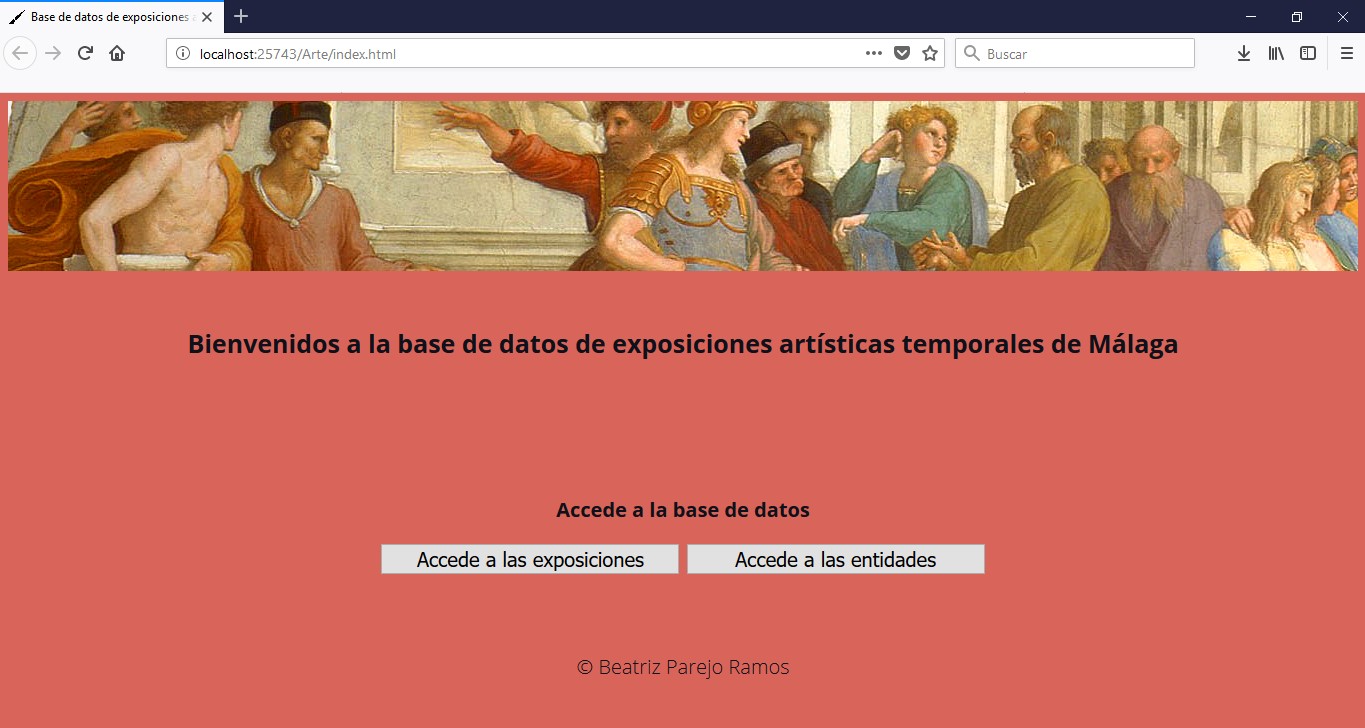 Base de datos de exposiciones
localhost:25743/Arte/index.html
Buscar
Bienvenidos a la base de datos de exposiciones artísticas temporales de Málaga
Accede a la base de datos
Accede a las exposiciones
Accede a las entidades
© Beatriz Parejo Ramos